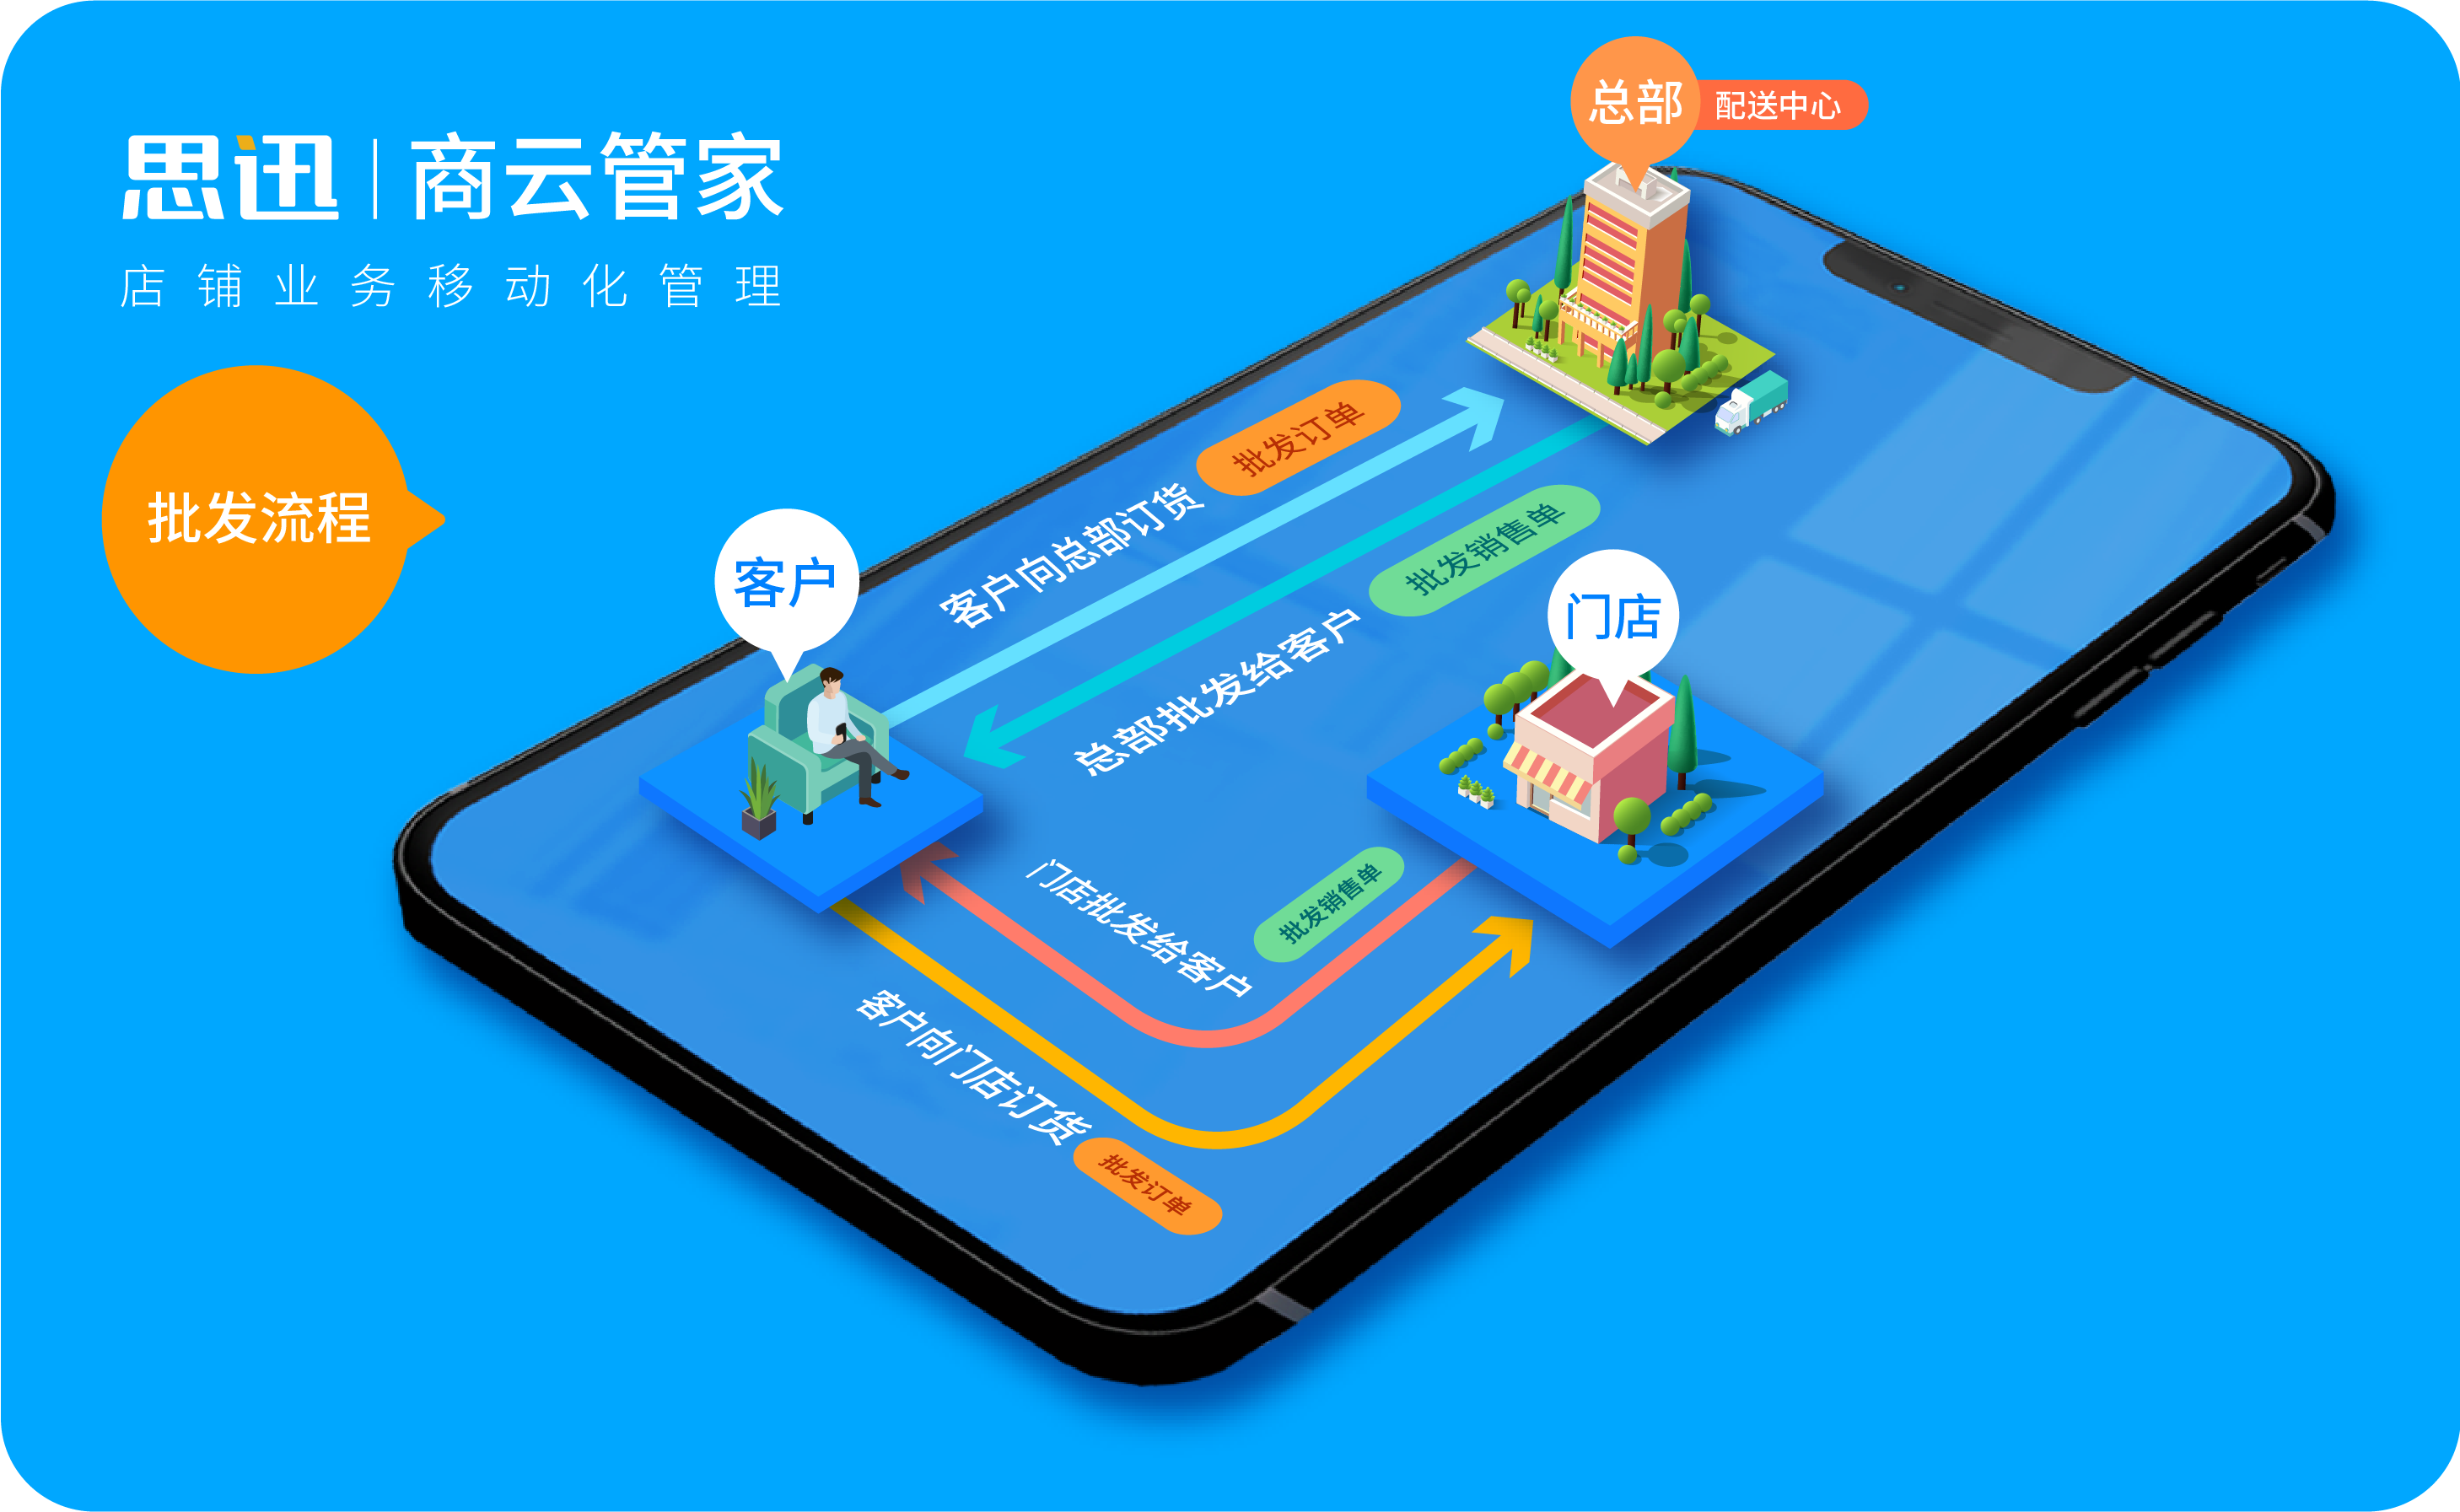 思迅 | 商云管家
店铺业务移动化管理
批发流程
总部
配送中心
批发订单
客户向总部订货
批发销售单
总部批发给客户
客户
门店
门店批发给客户
批发销售单
客户向门店订货
批发订单